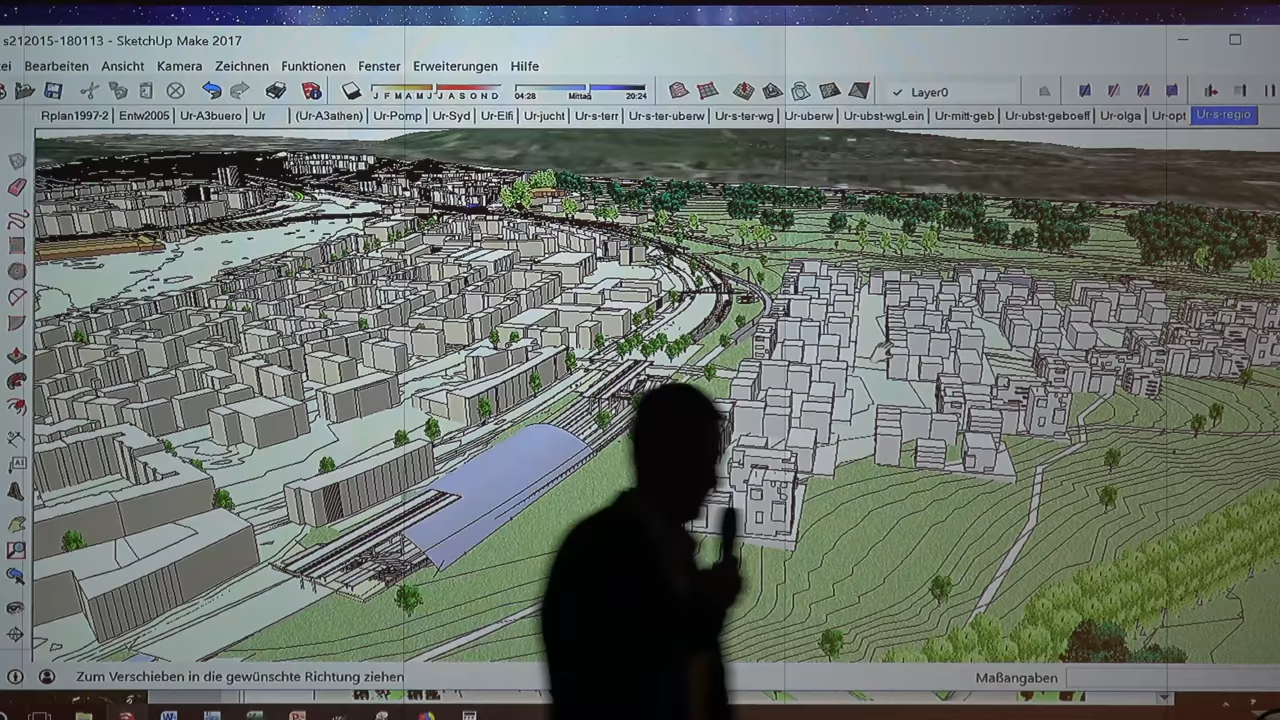 s212015-180113 - SketchUp Make 2017
Bearbeiten Ansicht Kamera Zeichnen Funktionen Fenster Erweiterungen Hilfe
J F M A M J J A S O N D 04:28 Mittag 20:24 Layer0
Rplan1997-2 Entw2005 Ur-A3buero Ur (Ur-A3athen) Ur-Pomp Ur-Syd Ur-Elfi Ur-jucht Ur-s-terr Ur-s-ter-uberw Ur-s-ter-wg Ur-uberw Ur-ubst-wgLein Ur-mit-geb Ur-ubst-geboeff Ur-olga Ur-opt Ur-s-regio
Zum Verschieben in die gewünschte Richtung ziehen Maßangaben